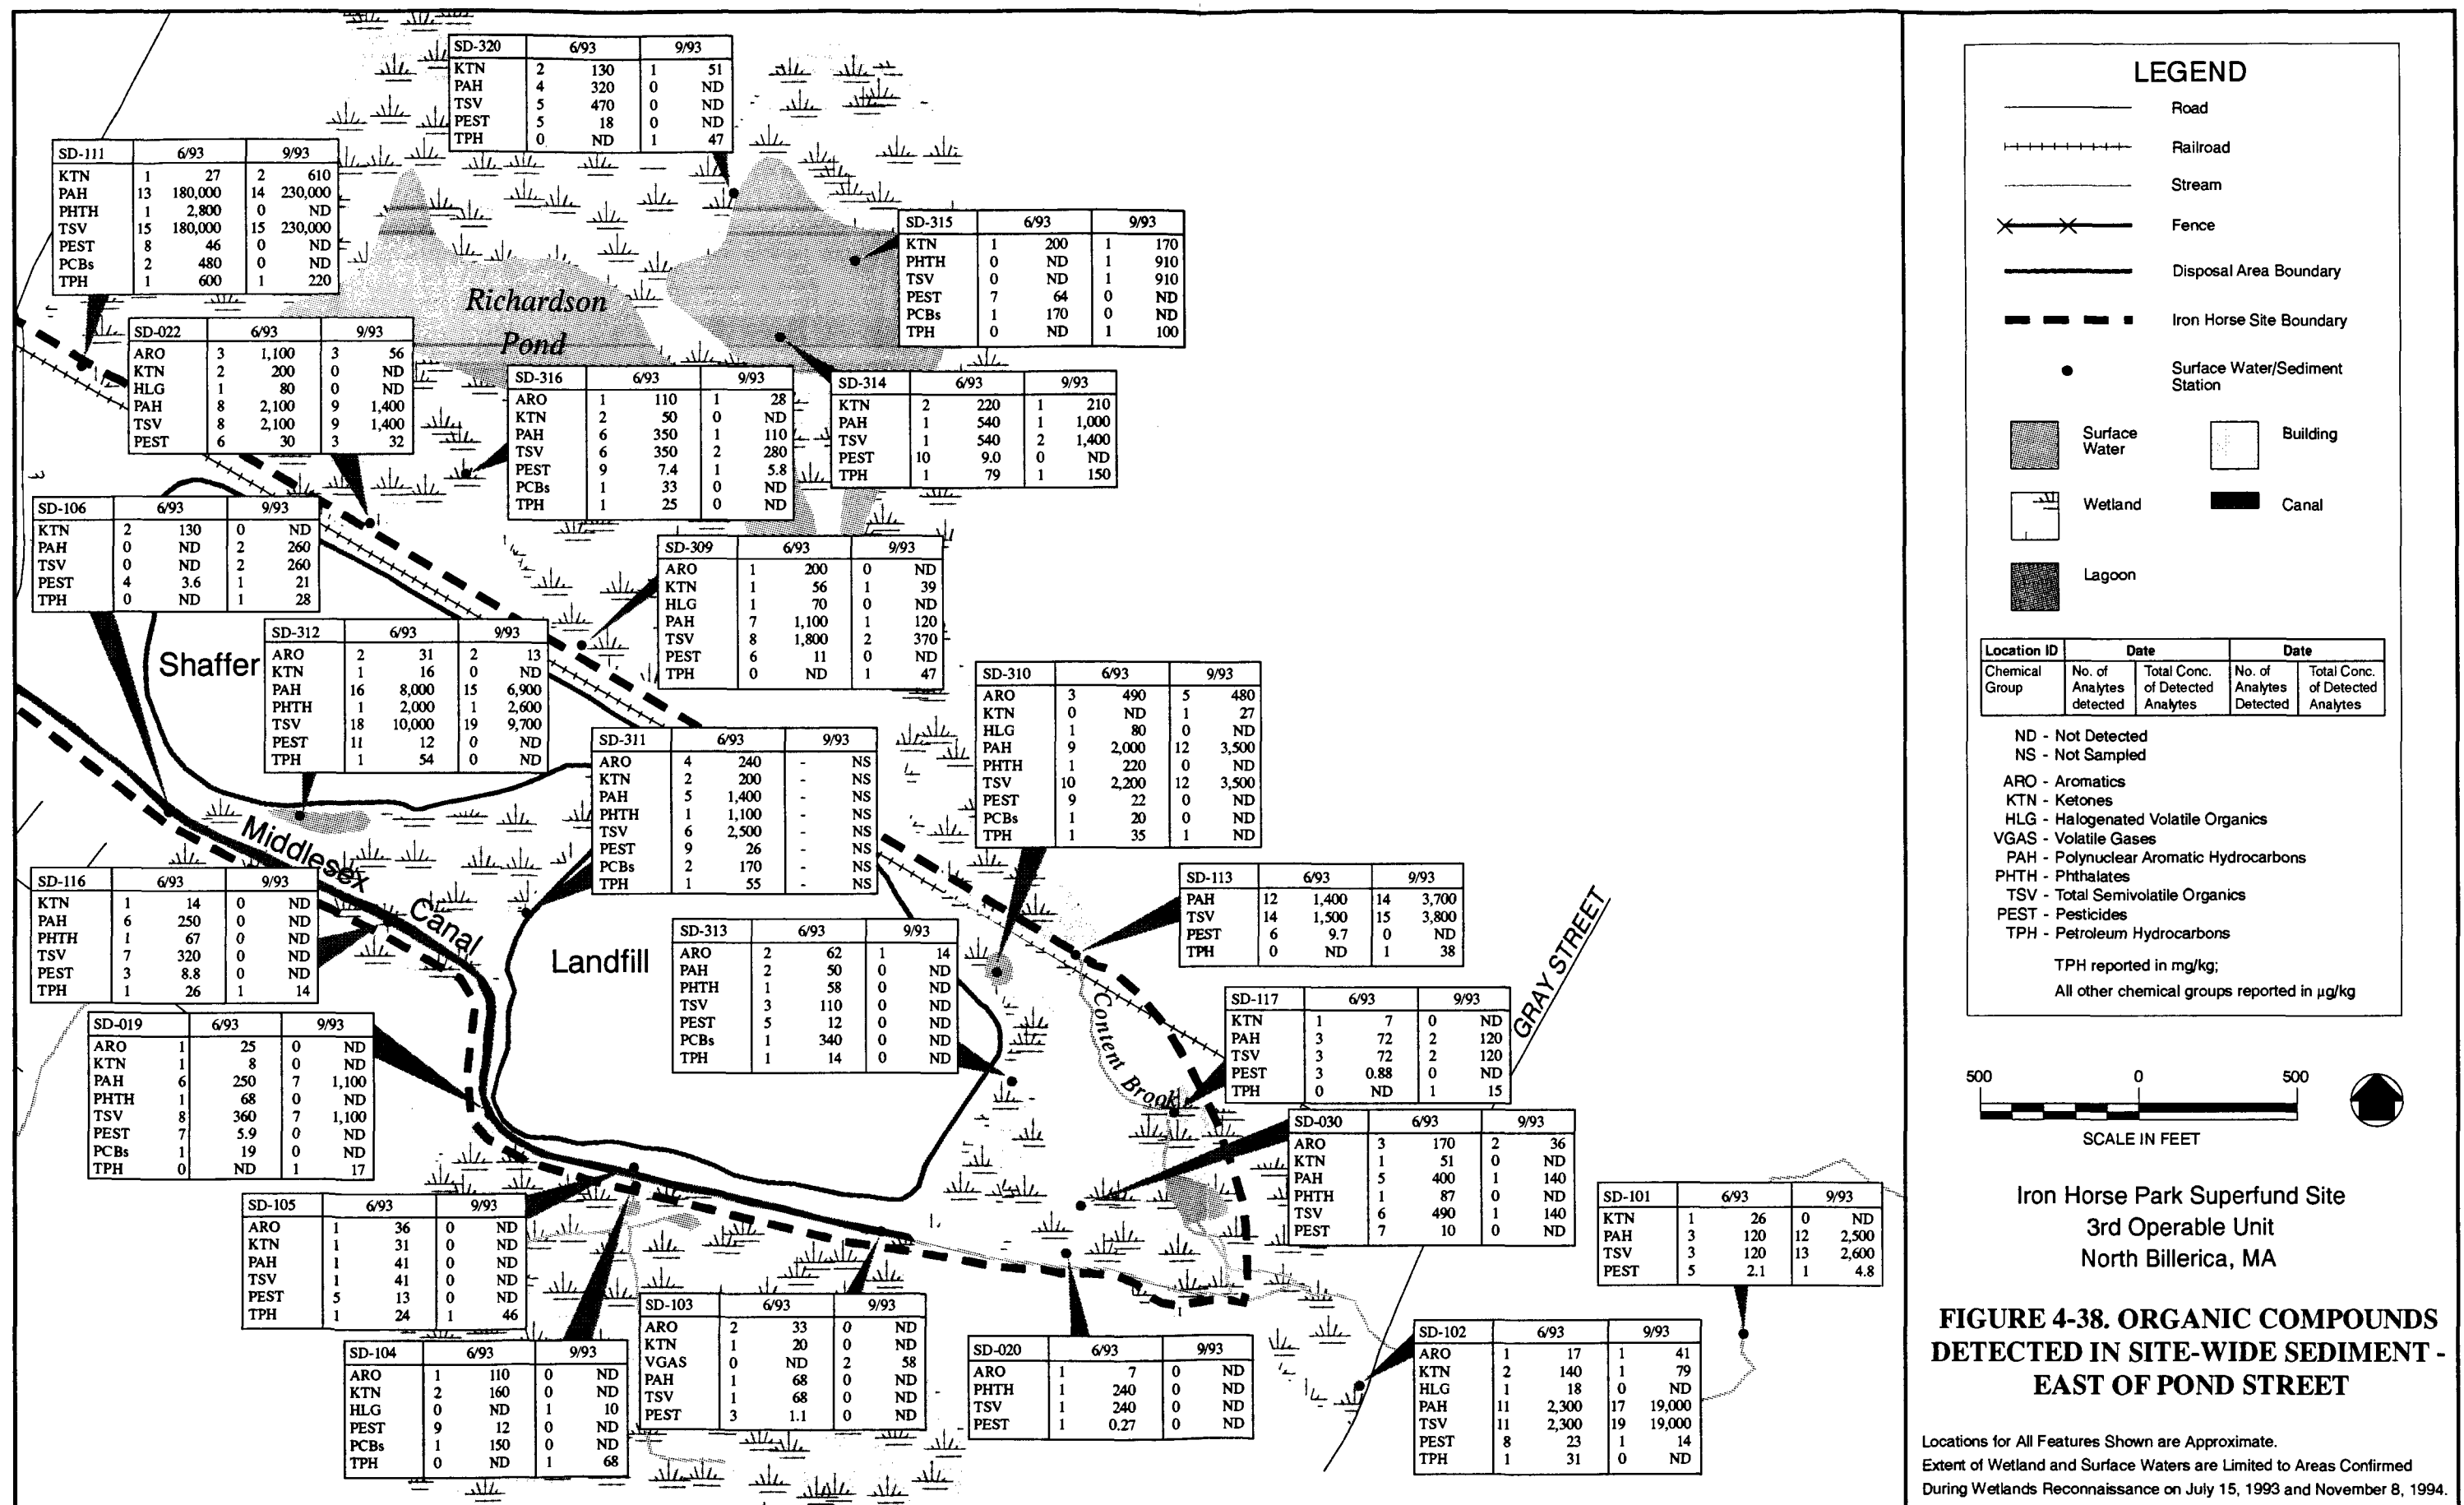 SD-320 6/93 9/93
KTN 2 130 1 51
PAH 4 320 0 ND
TSV 5 470 0 ND
PEST 5 18 0 ND
TPH 0 ND 1 47
SD-111 6/93 9/93
KTN 1 27 2 610
PAH 13 180,000 14 230,000
PHTH 1 2,800 0 ND
TSV 15 180,000 15 230,000
PEST 8 46 0 ND
PCBs 2 480 0 ND
TPH 1 600 1 220
SD-315 6/93 9/93
KTN 1 200 1 170
PHTH 0 ND 1 910
TSV 0 ND 1 910
PEST 7 64 0 ND
PCBs 1 170 0 ND
TPH 0 ND 1 100
Richardson
Pond
SD-022 6/93 9/93
ARO 3 1,100 3 56
KTN 2 200 0 ND
HLG 1 80 0 ND
PAH 8 2,100 9 1,400
TSV 8 2,100 9 1,400
PEST 6 30 3 32
SD-316 6/93 9/93
ARO 1 110 1 28
KTN 2 50 0 ND
PAH 6 350 1 110
TSV 6 350 2 280
PEST 9 7.4 1 5.8
PCBs 1 33 0 ND
TPH 1 25 0 ND
SD-314 6/93 9/93
KTN 2 220 1 210
PAH 1 540 1 1,000
TSV 1 540 2 1,400
PEST 10 9.0 0 ND
TPH 1 79 1 150
SD-106 6/93 9/93
KTN 2 130 0 ND
PAH 0 ND 2 260
TSV 0 ND 2 260
PEST 4 3.6 1 21
TPH 0 ND 1 28
SD-309 6/93 9/93
ARO 1 200 0 ND
KTN 1 56 1 39
HLG 1 70 0 ND
PAH 7 1,100 1 120
TSV 8 1,800 2 370
PEST 6 11 0 ND
TPH 0 ND 1 47
Shaffer
SD-312 6/93 9/93
ARO 2 31 2 13
KTN 1 16 0 ND
PAH 16 8,000 15 6,900
PHTH 1 2,000 1 2,600
TSV 18 10,000 19 9,700
PEST 11 12 0 ND
TPH 1 54 0 ND
SD-310 6/93 9/93
ARO 3 490 5 480
KTN 0 ND 1 27
HLG 1 80 0 ND
PAH 9 2,000 12 3,500
PHTH 1 220 0 ND
TSV 10 2,200 12 3,500
PEST 9 22 0 ND
PCBs 1 20 0 ND
TPH 1 35 1 ND
SD-311 6/93 9/93
ARO 4 240 - NS
KTN 2 200 - NS
PAH 5 1,400 - NS
PHTH 1 1,100 - NS
TSV 6 2,500 - NS
PEST 9 26 - NS
PCBs 2 170 - NS
TPH 1 55 - NS
Middlesex
Canal
SD-116 6/93 9/93
KTN 1 14 0 ND
PAH 6 250 0 ND
PHTH 1 67 0 ND
TSV 7 320 0 ND
PEST 3 8.8 0 ND
TPH 1 26 1 14
Landfill
SD-313 6/93 9/93
ARO 2 62 1 14
PAH 2 50 0 ND
PHTH 1 58 0 ND
TSV 3 110 0 ND
PEST 5 12 0 ND
PCBs 1 340 0 ND
TPH 1 14 0 ND
SD-113 6/93 9/93
PAH 12 1,400 14 3,700
TSV 14 1,500 15 3,800
PEST 6 9.7 0 ND
TPH 0 ND 1 38
GRAY STREET
Content Brook
SD-117 6/93 9/93
KTN 1 7 0 ND
PAH 3 72 2 120
TSV 3 72 2 120
PEST 3 0.88 0 ND
TPH 0 ND 1 15
SD-019 6/93 9/93
ARO 1 25 0 ND
KTN 1 8 0 ND
PAH 6 250 7 1,100
PHTH 1 68 0 ND
TSV 8 360 7 1,100
PEST 7 5.9 0 ND
PCBs 1 19 0 ND
TPH 0 ND 1 17
SD-030 6/93 9/93
ARO 3 170 2 36
KTN 1 51 0 ND
PAH 5 400 1 140
PHTH 1 87 0 ND
TSV 6 490 1 140
PEST 7 10 0 ND
SD-105 6/93 9/93
ARO 1 36 0 ND
KTN 1 31 0 ND
PAH 1 41 0 ND
TSV 1 41 0 ND
PEST 5 13 0 ND
TPH 1 24 1 46
SD-101 6/93 9/93
KTN 1 26 0 ND
PAH 3 120 12 2,500
TSV 3 120 13 2,600
PEST 5 2.1 1 4.8
SD-104 6/93 9/93
ARO 1 110 0 ND
KTN 2 160 0 ND
HLG 0 ND 1 10
PEST 9 12 0 ND
PCBs 1 150 0 ND
TPH 0 ND 1 68
SD-103 6/93 9/93
ARO 2 33 0 ND
KTN 1 20 0 ND
VGAS 0 ND 2 58
PAH 1 68 0 ND
TSV 1 68 0 ND
PEST 3 1.1 0 ND
SD-020 6/93 9/93
ARO 1 7 0 ND
PHTH 1 240 0 ND
TSV 1 240 0 ND
PEST 1 0.27 0 ND
SD-102 6/93 9/93
ARO 1 17 1 41
KTN 2 140 1 79
HLG 1 18 0 ND
PAH 11 2,300 17 19,000
TSV 11 2,300 19 19,000
PEST 8 23 1 14
TPH 1 31 0 ND
LEGEND
Road
Railroad
Stream
Fence
Disposal Area Boundary
Iron Horse Site Boundary
Surface Water/Sediment
Station
Surface
Water
Building
Wetland
Canal
Lagoon
Location ID Date Date
Chemical No. of Total Conc. No. of Total Conc.
Group Analytes of Detected Analytes of Detected
detected Analytes Detected Analytes
ND - Not Detected
NS - Not Sampled
ARO - Aromatics
KTN - Ketones
HLG - Halogenated Volatile Organics
VGAS - Volatile Gases
PAH - Polynuclear Aromatic Hydrocarbons
PHTH - Phthalates
TSV - Total Semivolatile Organics
PEST - Pesticides
TPH - Petroleum Hydrocarbons
TPH reported in mg/kg;
All other chemical groups reported in µg/kg
500 0 500
SCALE IN FEET
Iron Horse Park Superfund Site
3rd Operable Unit
North Billerica, MA
FIGURE 4-38. ORGANIC COMPOUNDS
DETECTED IN SITE-WIDE SEDIMENT -
EAST OF POND STREET
Locations for All Features Shown are Approximate.
Extent of Wetland and Surface Waters are Limited to Areas Confirmed
During Wetlands Reconnaissance on July 15, 1993 and November 8, 1994.